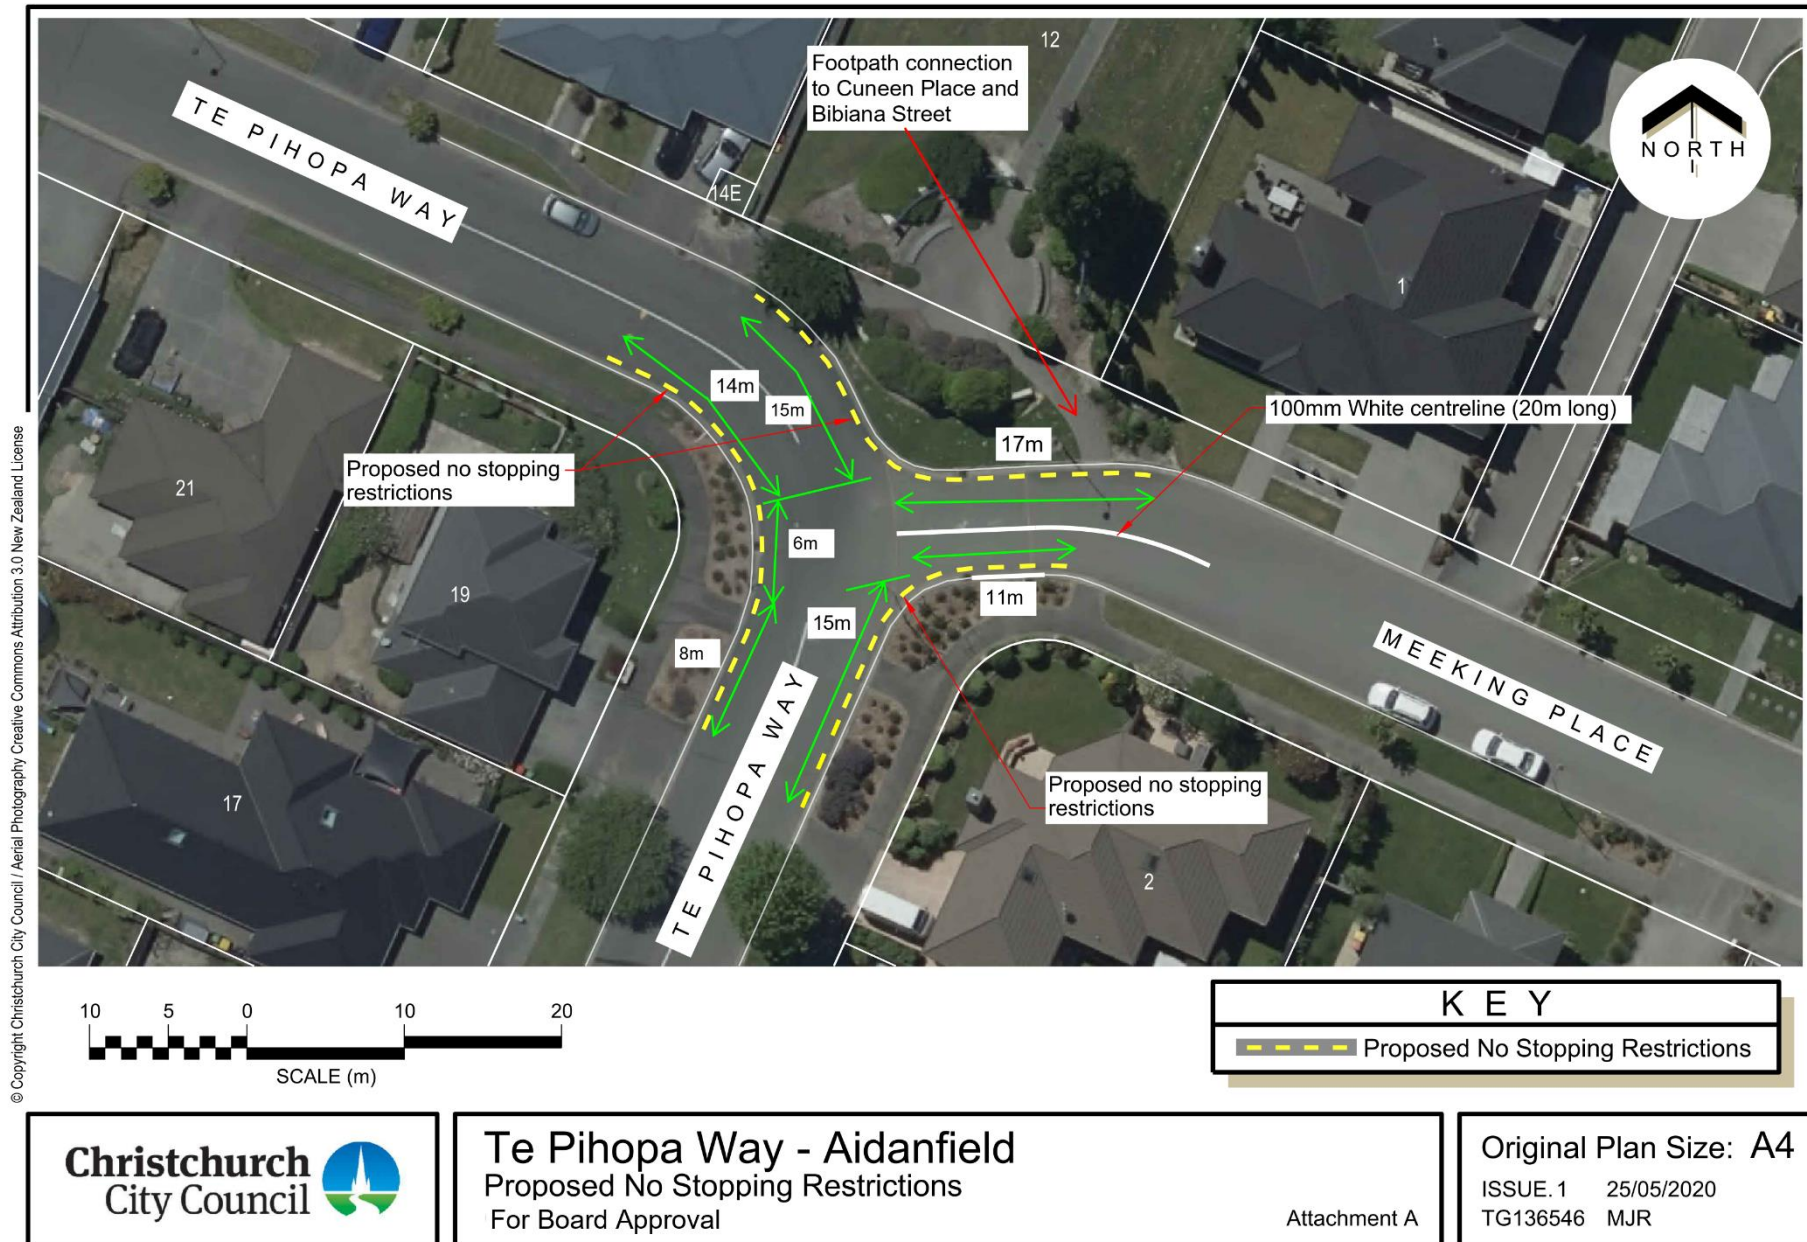 12
Footpath connection
to Cuneen Place and
Bibiana Street
NORTH
TE PIHOPA WAY
14E
1
14m
15m
100mm White centreline (20m long)
17m
Proposed no stopping
restrictions
21
6m
19
11m
15m
8m
MEEKING PLACE
TE PIHOPA WAY
Proposed no stopping
restrictions
17
2
© Copyright Christchurch City Council / Aerial Photography Creative Commons Attribution 3.0 New Zealand License
10 5 0 10 20
SCALE (m)
KEY
Proposed No Stopping Restrictions
Christchurch
City Council
Te Pihopa Way - Aidanfield
Proposed No Stopping Restrictions
For Board Approval
Attachment A
Original Plan Size: A4
ISSUE.1 25/05/2020
TG136546 MJR